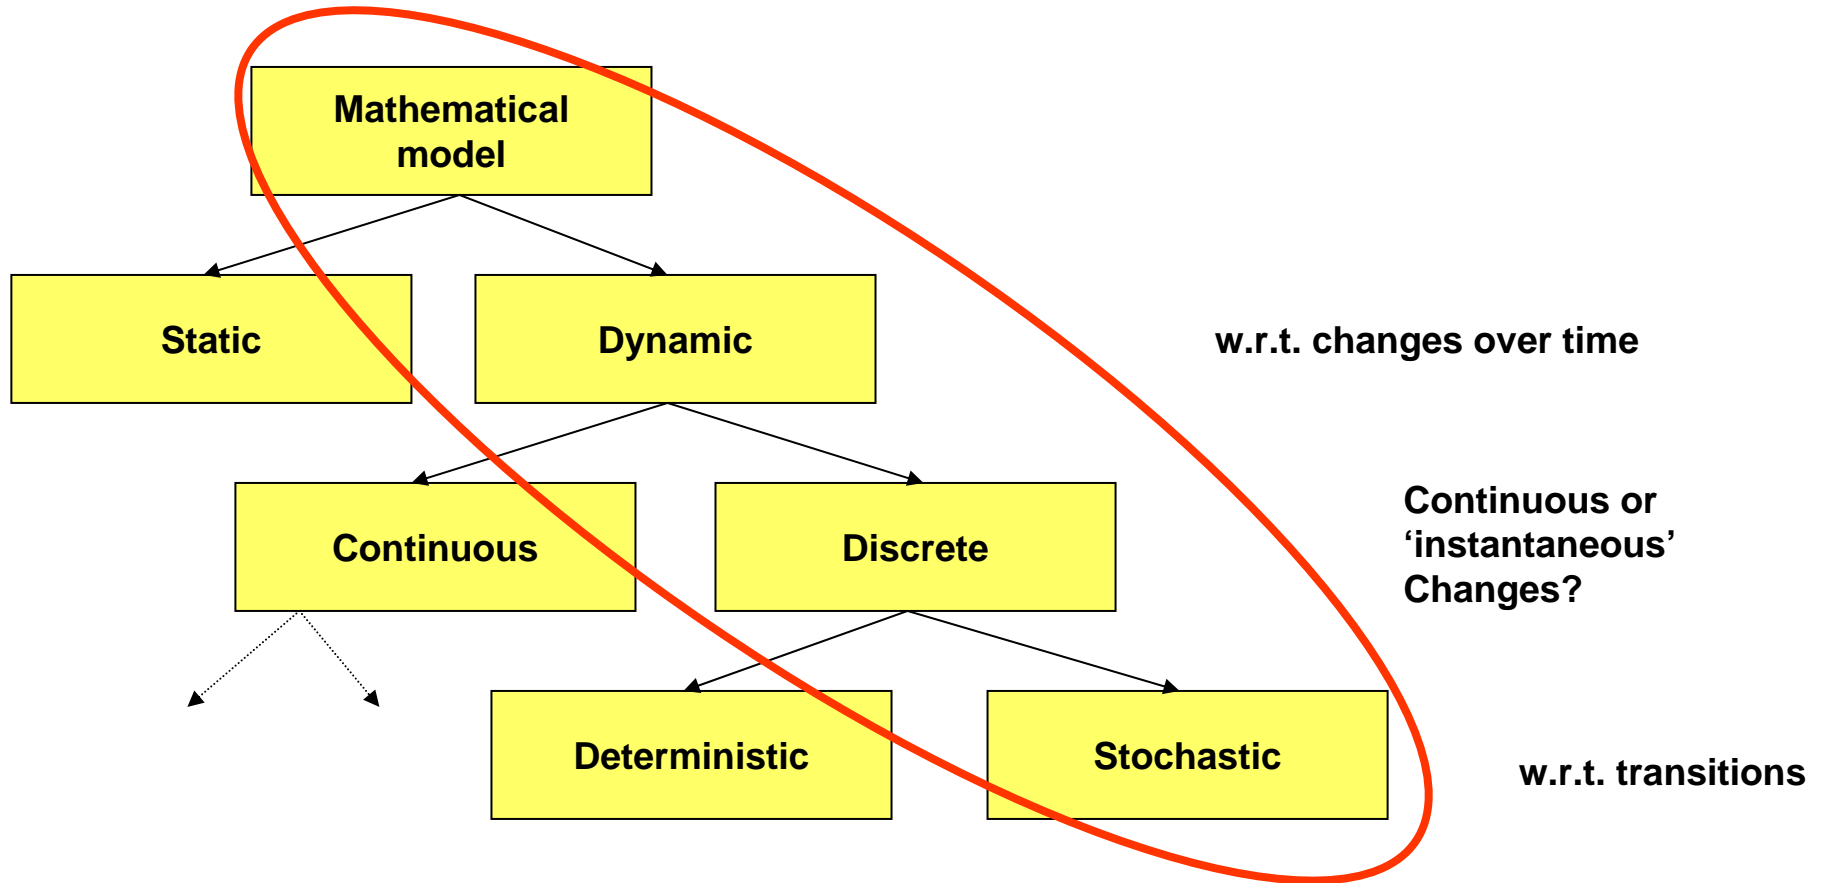 Mathematical
model
Static
Dynamic
w.r.t. changes over time
Continuous
Discrete
Continuous or
‘instantaneous’
Changes?
Deterministic
Stochastic
w.r.t. transitions